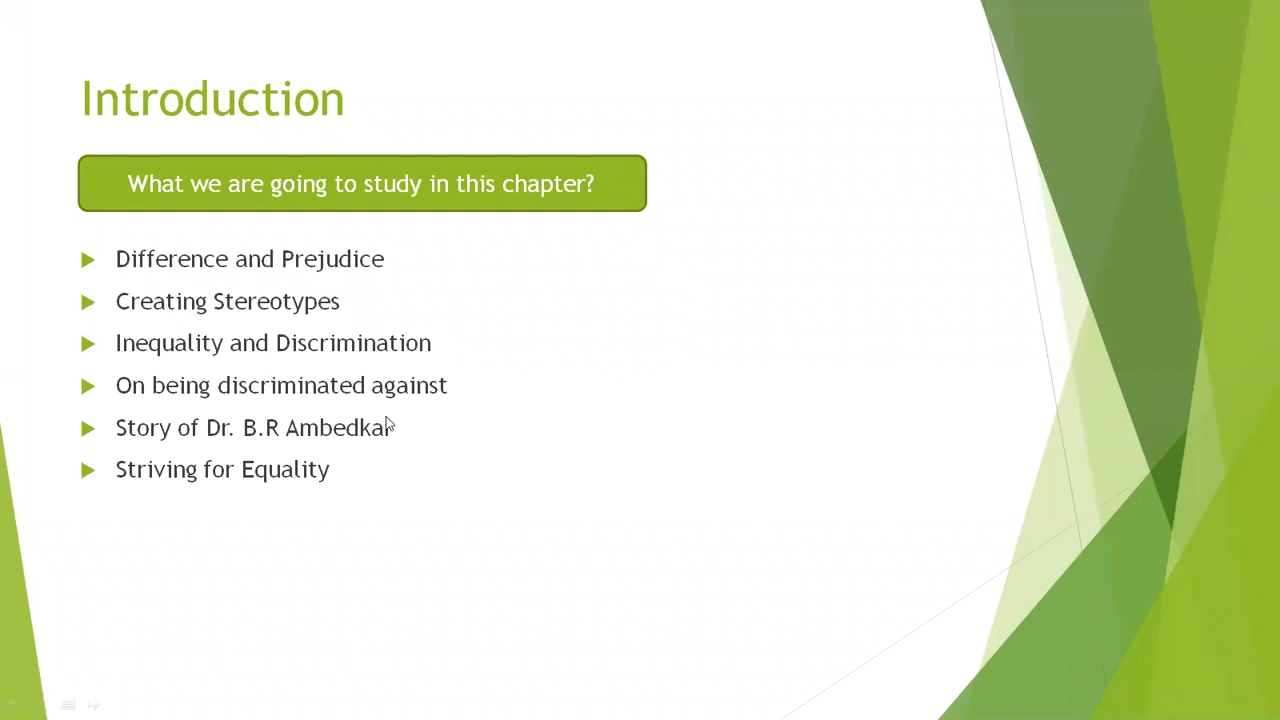 Introduction
What we are going to study in this chapter?
Difference and Prejudice
Creating Stereotypes
Inequality and Discrimination
On being discriminated against
Story of Dr. B.R Ambedkar
Striving for Equality